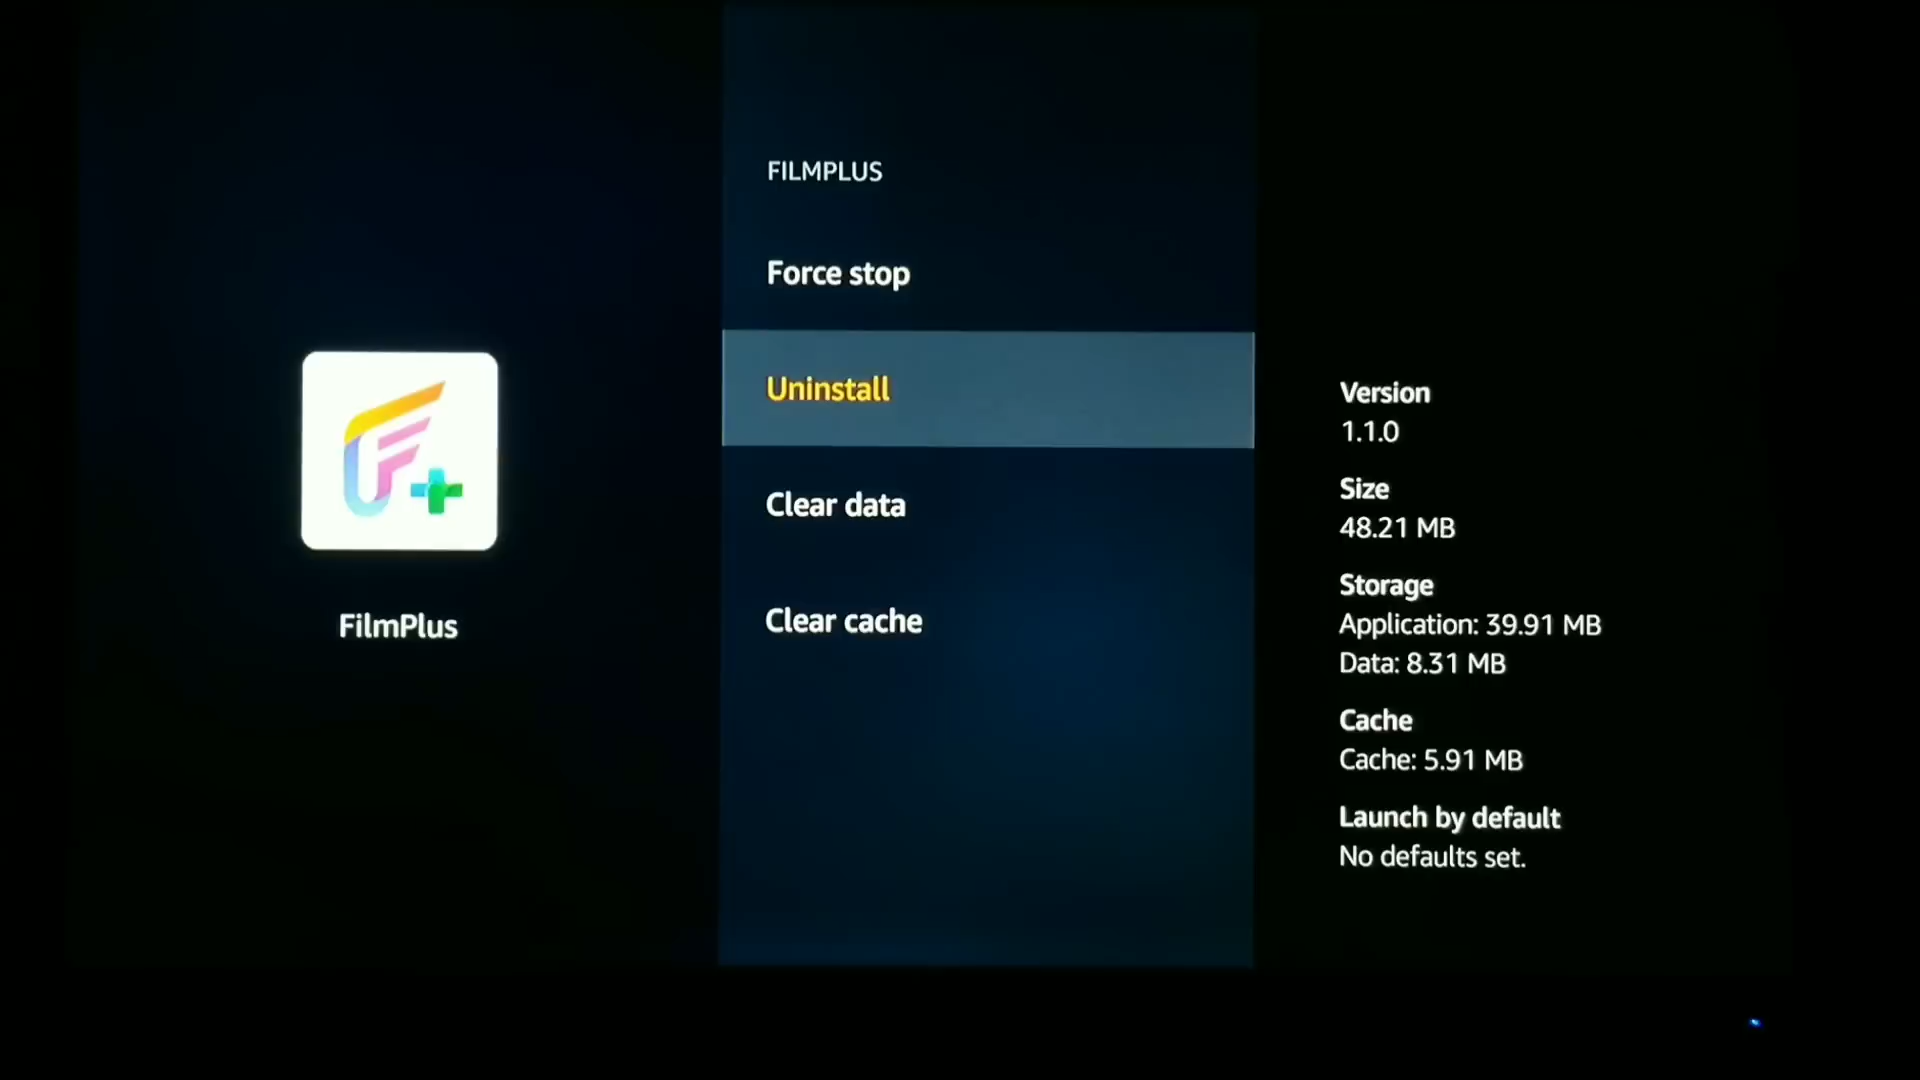 FilmPlus
FILMPLUS
Force stop
Uninstall
Clear data
Clear cache
Version
1.1.0
Size
48.21 MB
Storage
Application: 39.91 MB
Data: 8.31 MB
Cache
Cache: 5.91 MB
Launch by default
No defaults set.